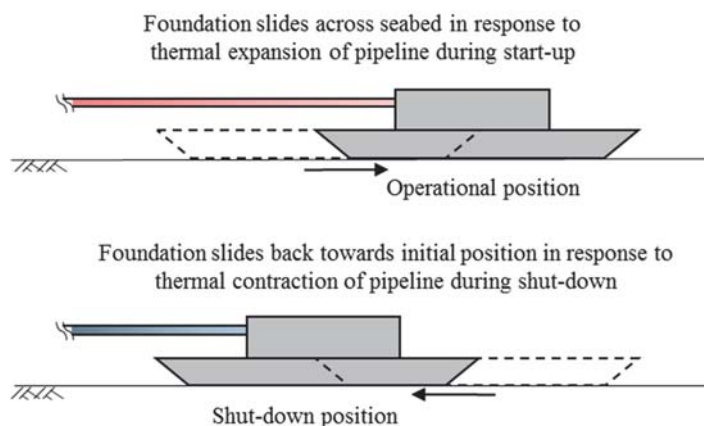 Foundation slides across seabed in response to
thermal expansion of pipeline during start-up
Operational position
Foundation slides back towards initial position in response to
thermal contraction of pipeline during shut-down
Shut-down position